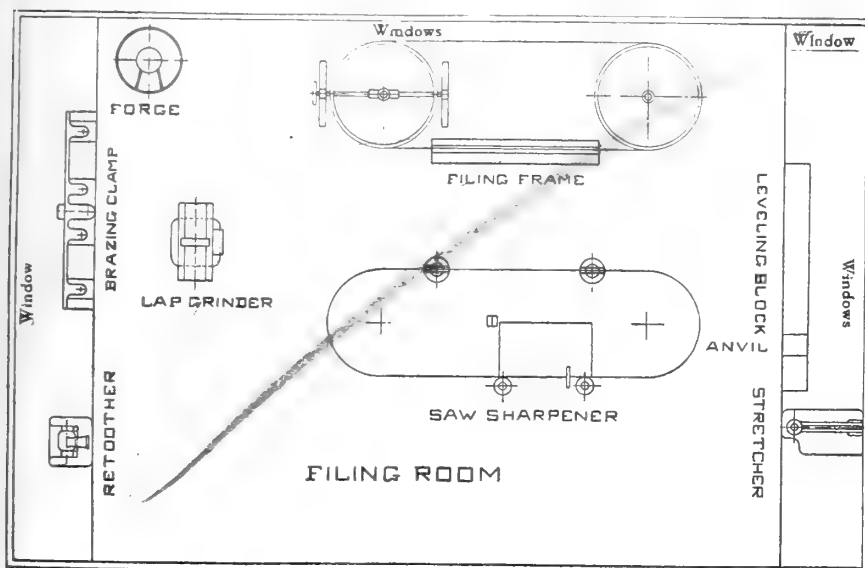 Windows
Window
FORGE
FILING FRAME
BRAZING CLAMP
LAP GRINDER
Window
LEVELING BLOCK
Windows
ANVIL
SAW SHARPENER
RETOOTHER
STRETCHER
FILING ROOM